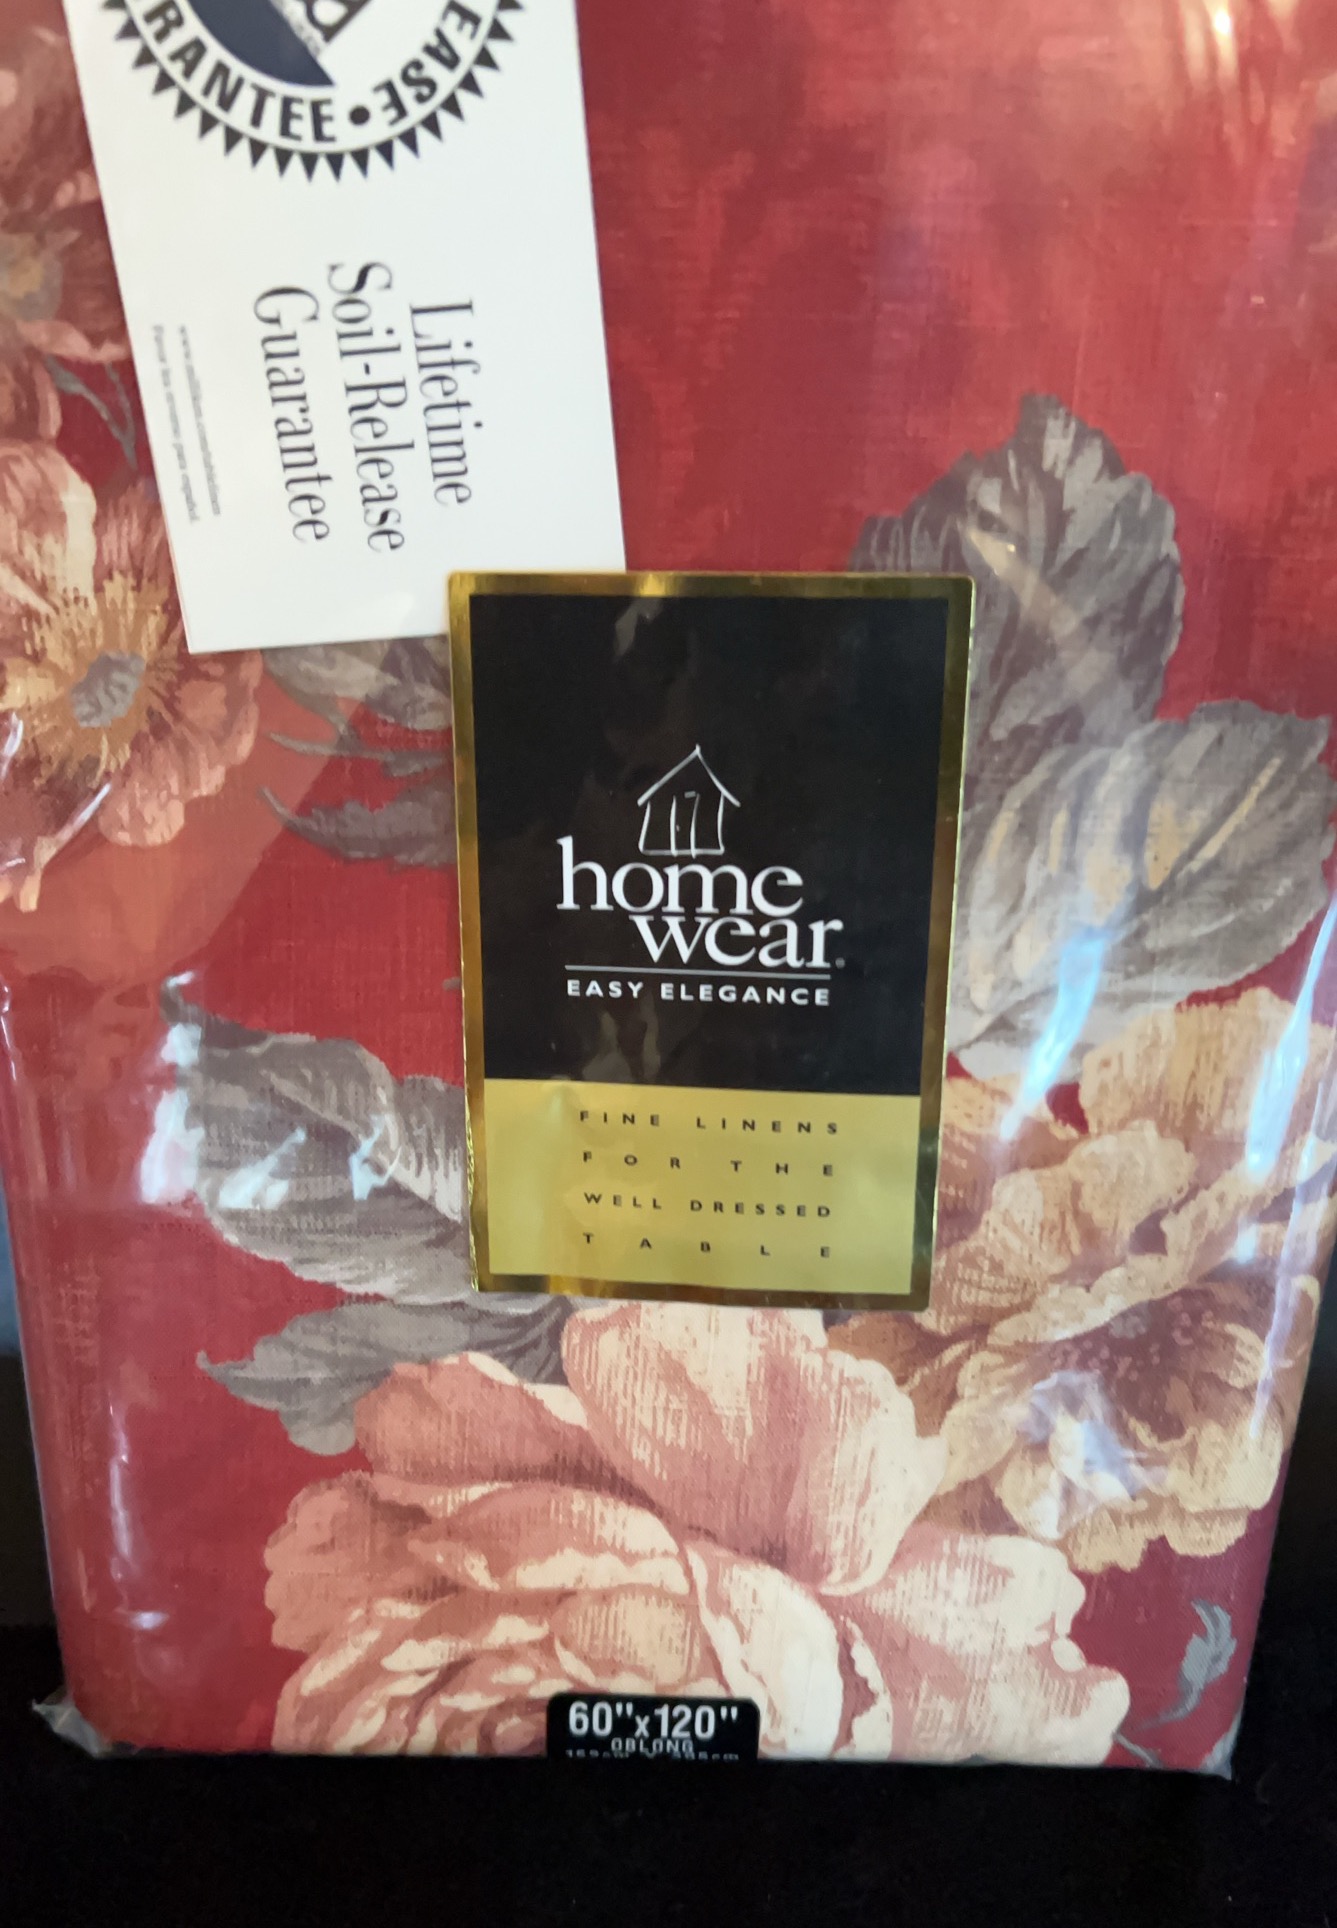 RANTEE • EASE
Lifetime
Soil-Release
Guarantee
home
wear®
EASY ELEGANCE
FINE LINENS
FOR THE
WELL DRESSED
TABLE
60"x120"
OBLONG